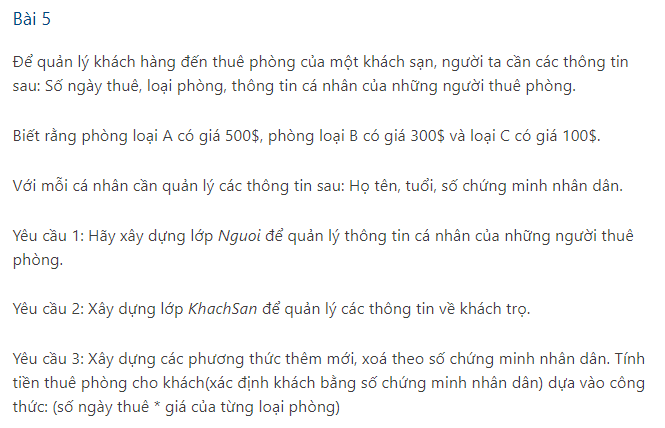 Bài 5
Để quản lý khách hàng đến thuê phòng của một khách sạn, người ta cần các thông tin
sau: Số ngày thuê, loại phòng, thông tin cá nhân của những người thuê phòng.
Biết rằng phòng loại A có giá 500$, phòng loại B có giá 300$ và loại C có giá 100$.
Với mỗi cá nhân cần quản lý các thông tin sau: Họ tên, tuổi, số chứng minh nhân dân.
Yêu cầu 1: Hãy xây dựng lớp Nguoi để quản lý thông tin cá nhân của những người thuê
phòng.
Yêu cầu 2: Xây dựng lớp KhachSan để quản lý các thông tin về khách trọ.
Yêu cầu 3: Xây dựng các phương thức thêm mới, xoá theo số chứng minh nhân dân. Tính
tiền thuê phòng cho khách(xác định khách bằng số chứng minh nhân dân) dựa vào công
thức: (số ngày thuê * giá của từng loại phòng)